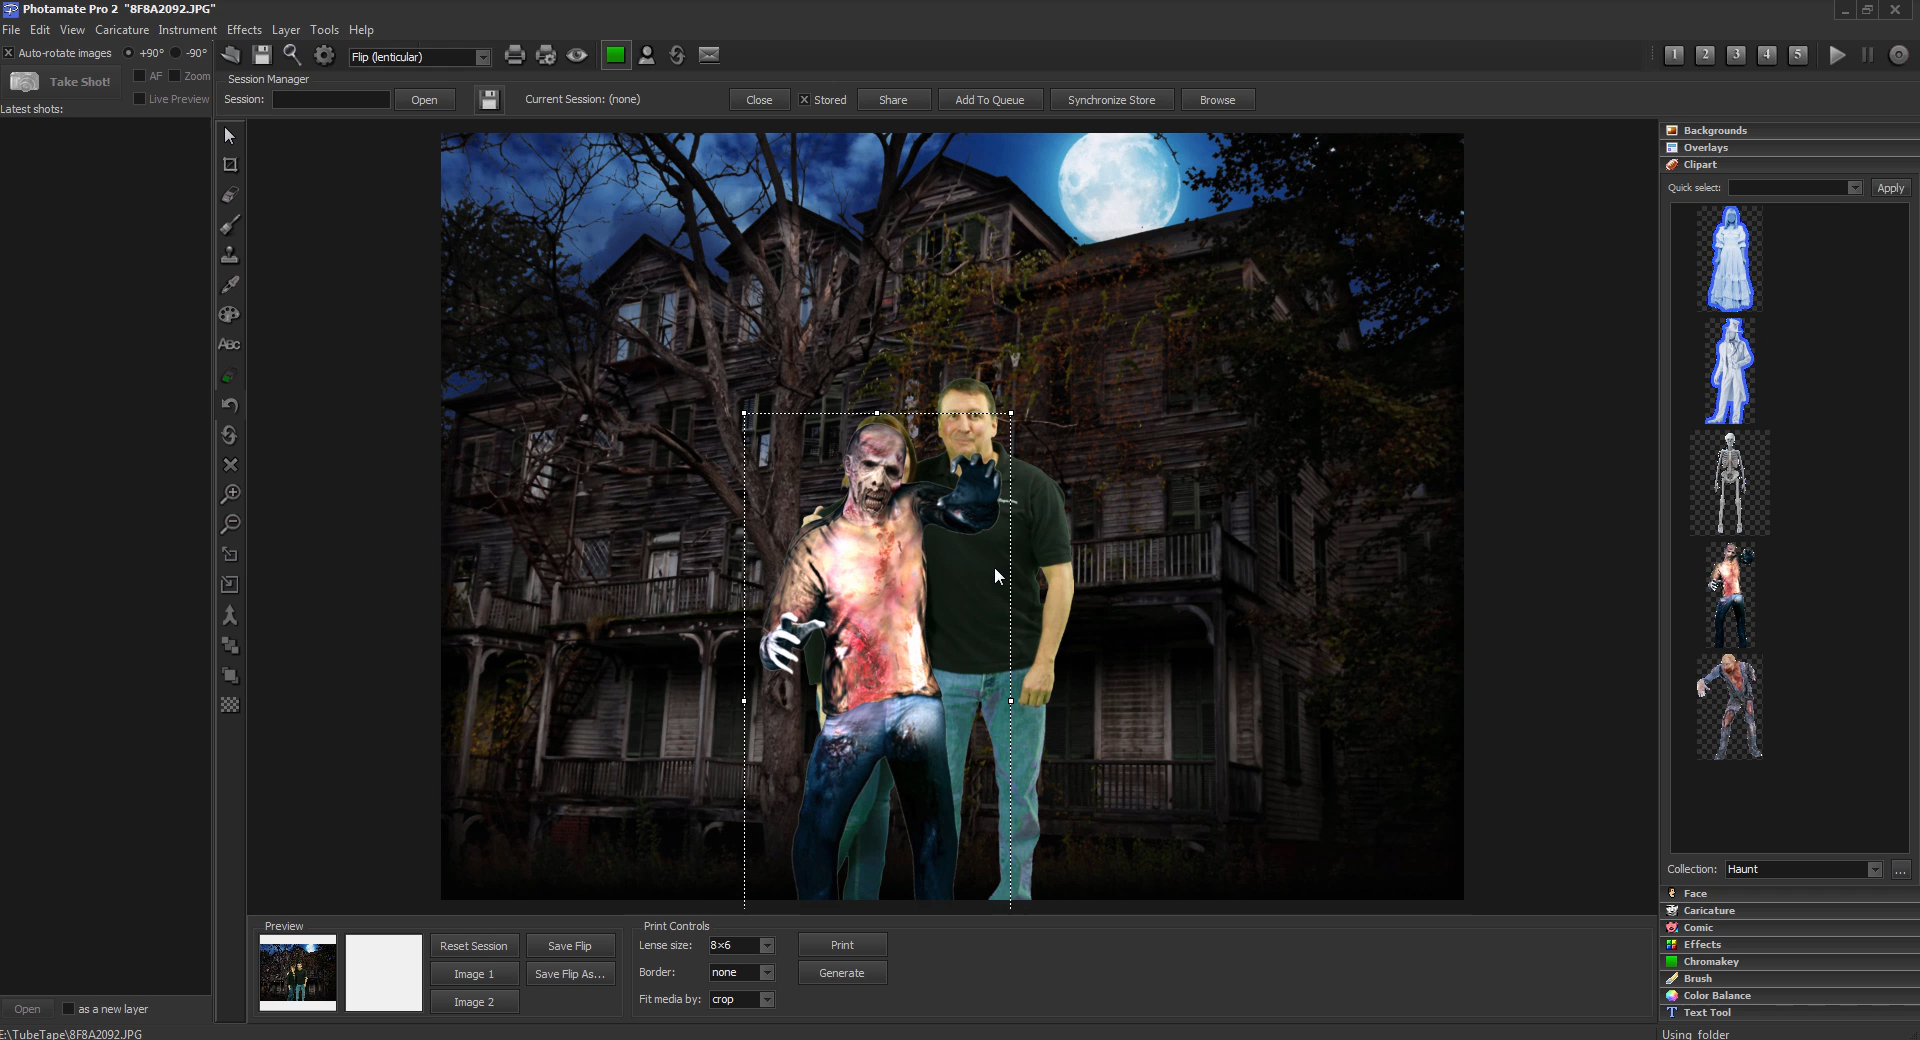 Photamate Pro 2 "8F8A2092.JPG"
File Edit View Caricature Instrument Effects Layer Tools Help
Auto-rotate images +90° -90°
Flip (lenticular)
1 2 3 4 5
Take Shot!
AF Zoom
Live Preview
Latest shots:
Session Manager
Session: Open Current Session: (none) Close Stored Share Add To Queue Synchronize Store Browse
ABC
Backgrounds
Overlays
Clipart
Quick select: Apply
Collection: Haunt ...
Face
Caricature
Comic
Effects
Chromakey
Brush
Color Balance
Text Tool
Preview
Reset Session Save Flip
Image 1 Save Flip As...
Image 2
Print Controls
Lense size: 8×6 Print
Border: none Generate
Fit media by: crop
Open as a new layer
E:\TubeTape\8F8A2092.JPG
Using folder